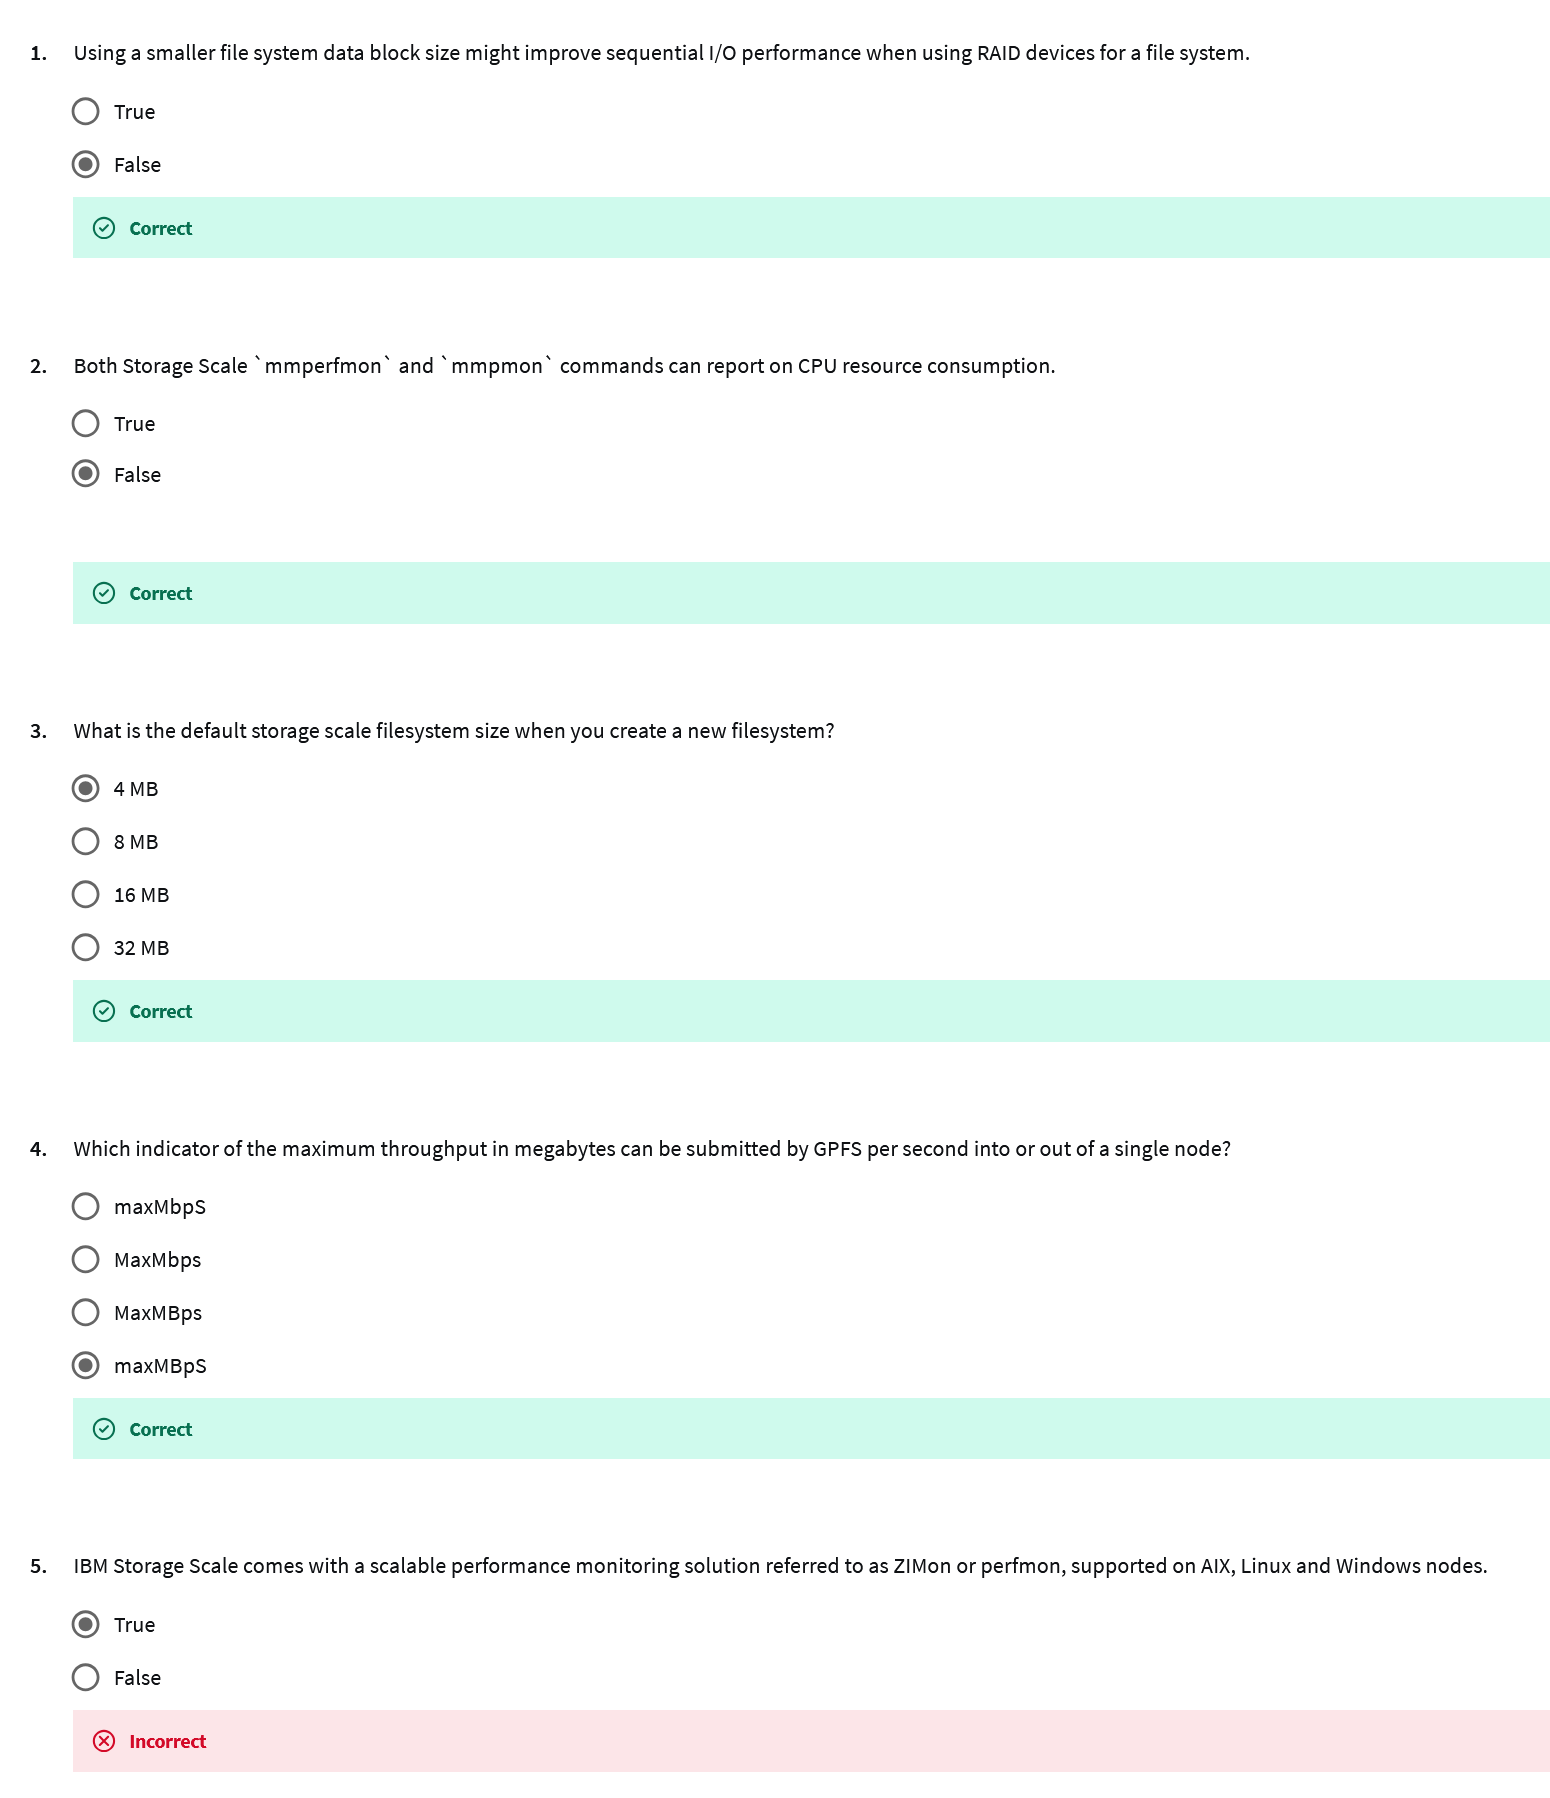 1. Using a smaller file system data block size might improve sequential I/O performance when using RAID devices for a file system.
True
False
Correct
2. Both Storage Scale `mmperfmon` and `mmpmon` commands can report on CPU resource consumption.
True
False
Correct
3. What is the default storage scale filesystem size when you create a new filesystem?
4 MB
8 MB
16 MB
32 MB
Correct
4. Which indicator of the maximum throughput in megabytes can be submitted by GPFS per second into or out of a single node?
maxMbpS
MaxMbps
MaxMBps
maxMBpS
Correct
5. IBM Storage Scale comes with a scalable performance monitoring solution referred to as ZIMon or perfmon, supported on AIX, Linux and Windows nodes.
True
False
Incorrect